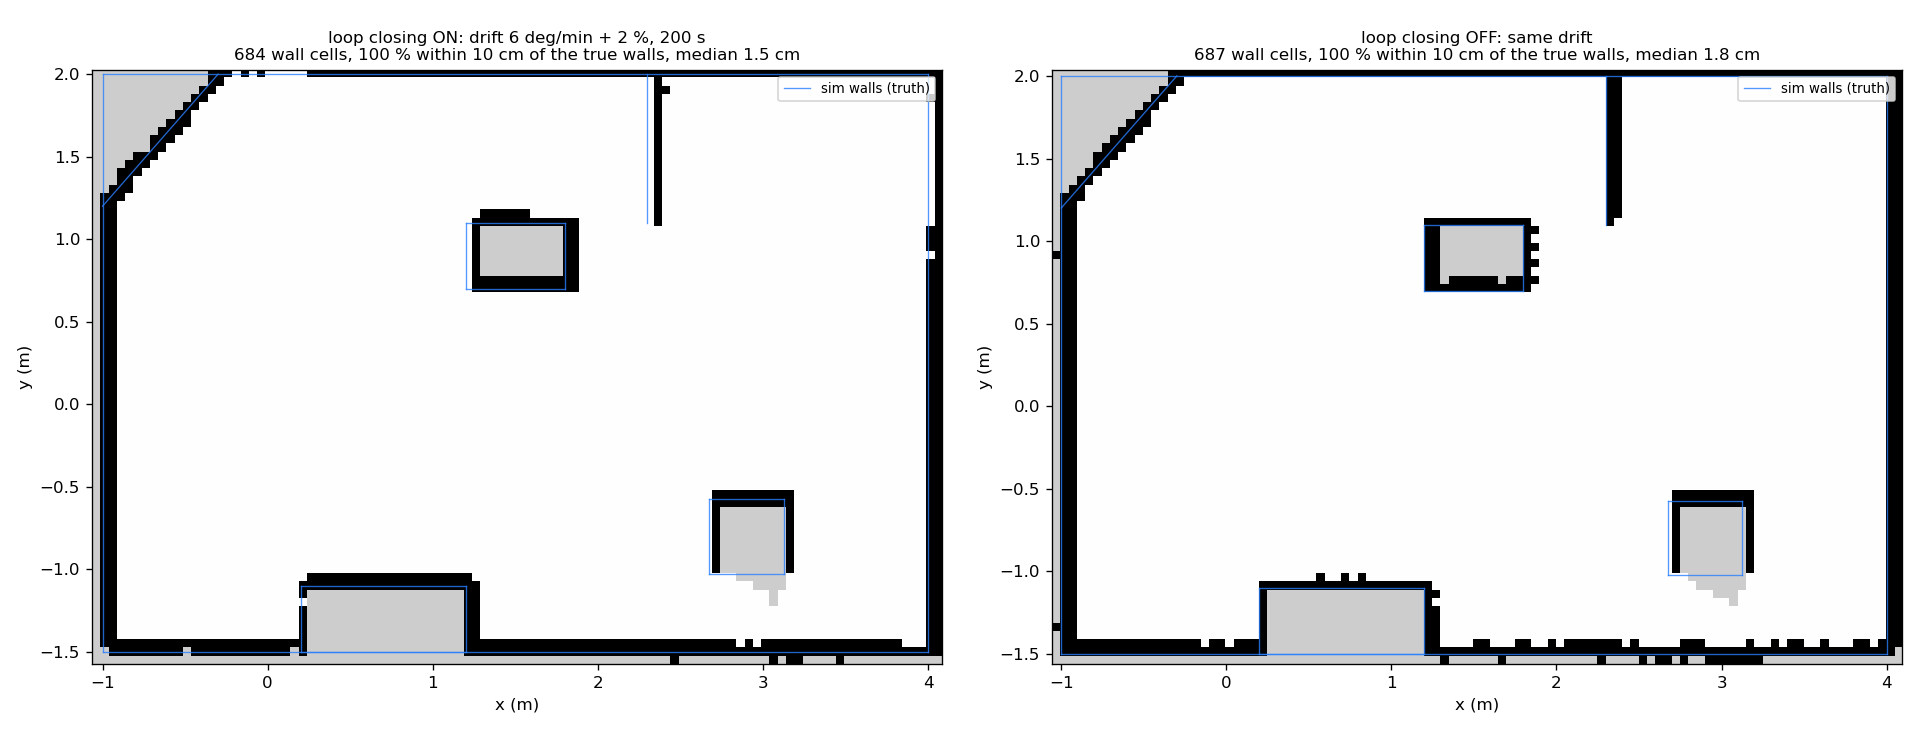 loop closing ON: drift 6 deg/min + 2 %, 200 s
684 wall cells, 100 % within 10 cm of the true walls, median 1.5 cm
sim walls (truth)
2.0
1.5
1.0
0.5
0.0
−0.5
−1.0
−1.5
y (m)
−1
0
1
2
3
4
x (m)
loop closing OFF: same drift
687 wall cells, 100 % within 10 cm of the true walls, median 1.8 cm
sim walls (truth)
2.0
1.5
1.0
0.5
0.0
−0.5
−1.0
−1.5
y (m)
−1
0
1
2
3
4
x (m)